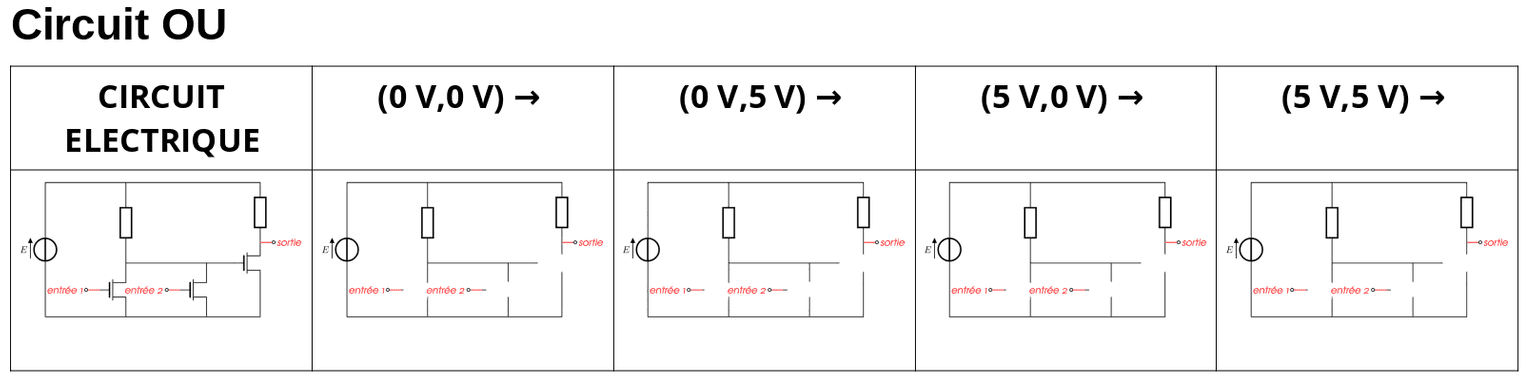 Circuit OU
CIRCUIT
ELECTRIQUE
(0 V,0 V) →
(0 V,5 V) →
(5 V,0 V) →
(5 V,5 V) →
E
sortie
entrée 1
entrée 2
E
sortie
entrée 1
entrée 2
E
sortie
entrée 1
entrée 2
E
sortie
entrée 1
entrée 2
E
sortie
entrée 1
entrée 2